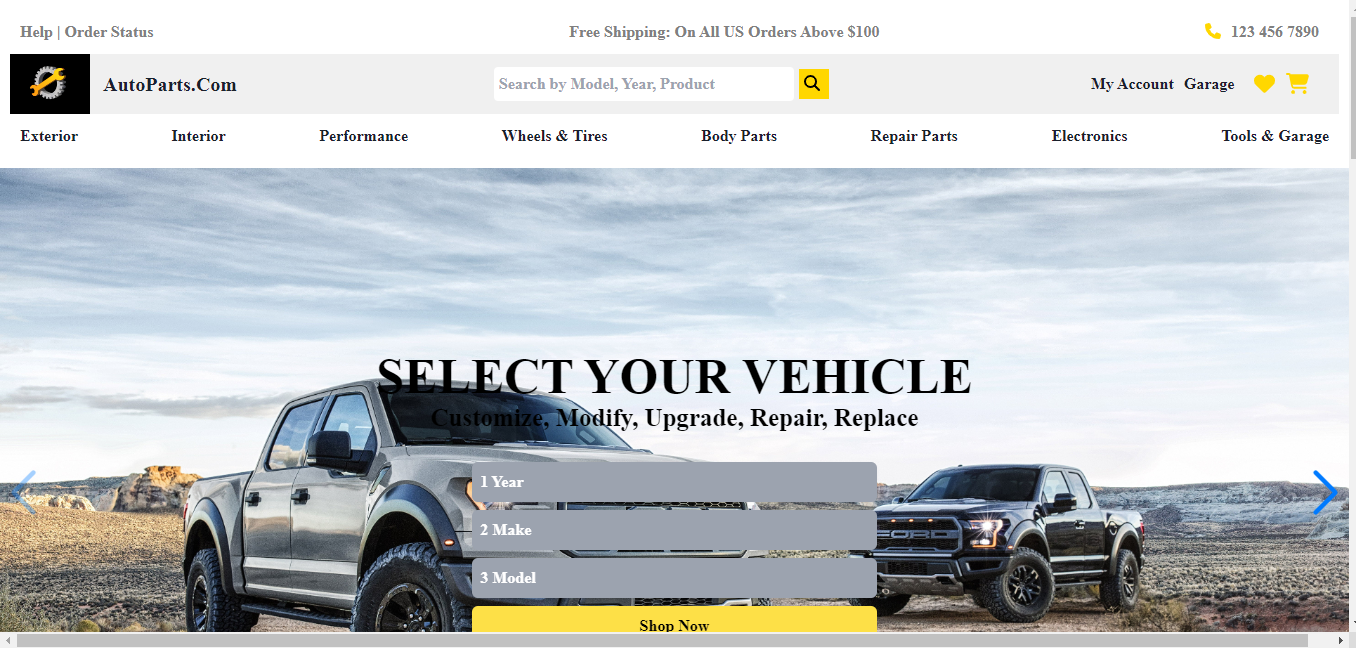 Help | Order Status
Free Shipping: On All US Orders Above $100
123 456 7890
AutoParts.Com
Search by Model, Year, Product
My Account
Garage
Exterior
Interior
Performance
Wheels & Tires
Body Parts
Repair Parts
Electronics
Tools & Garage
SELECT YOUR VEHICLE
Customize, Modify, Upgrade, Repair, Replace
1 Year
2 Make
FORD
3 Model
Shop Now